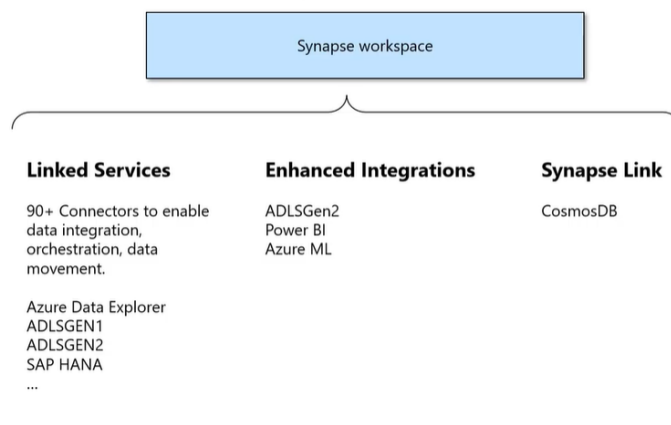 Synapse workspace
Linked Services
90+ Connectors to enable
data integration,
orchestration, data
movement.
Azure Data Explorer
ADLSGEN1
ADLSGEN2
SAP HANA
...
Enhanced Integrations
ADLSGen2
Power BI
Azure ML
Synapse Link
CosmosDB